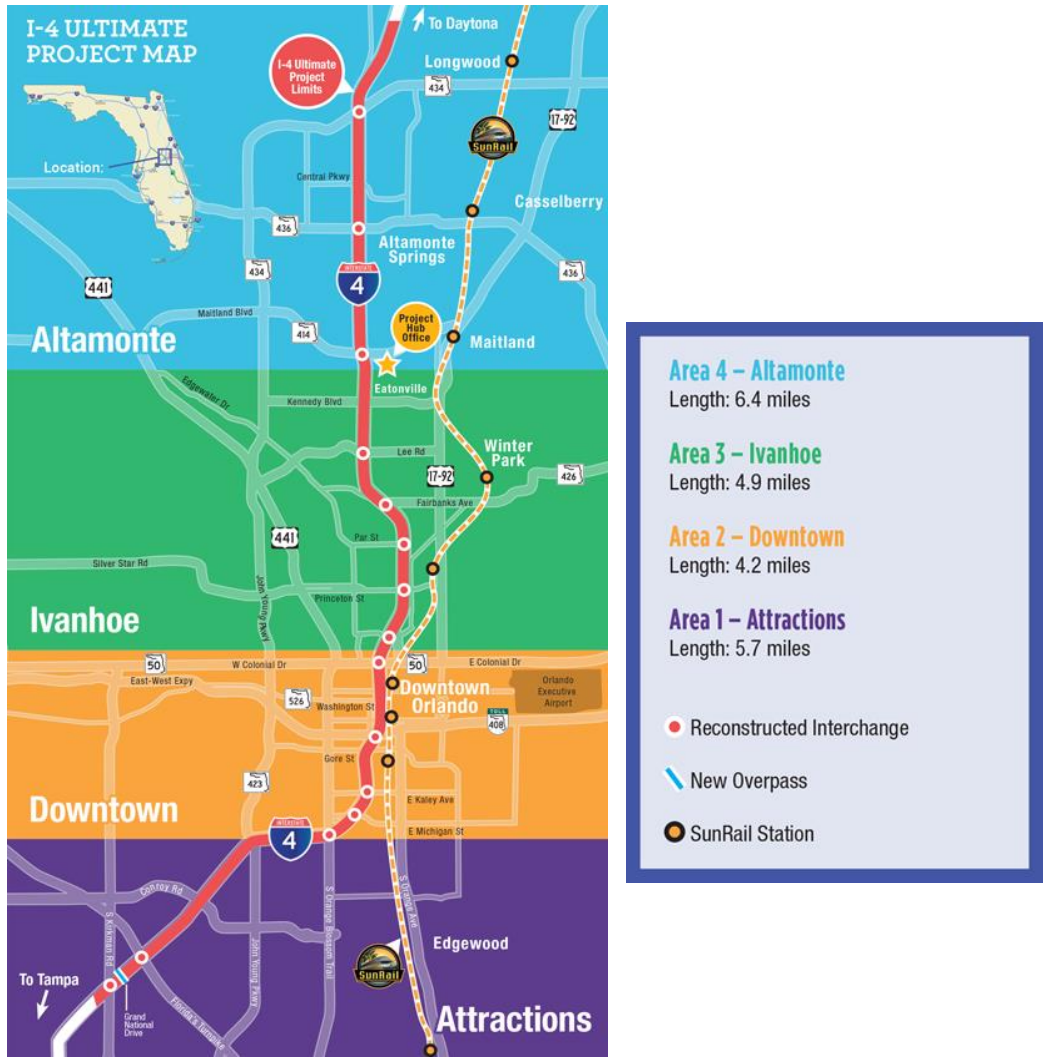 I-4 ULTIMATE
PROJECT MAP
To Daytona
I-4 Ultimate
Project
Limits
Longwood
434
17-92
SunRail
Location:
Central Pkwy
Casselberry
436
Altamonte
Springs
434
436
INTERSTATE
4
441
Maitland Blvd
414
Project
Hub
Office
Maitland
Altamonte
Eatonville
Edgewater Dr
Kennedy Blvd
Lee Rd
Winter
Park
17-92
426
Fairbanks Ave
441
Par St
Silver Star Rd
John Young Pkwy
Princeton St
Ivanhoe
50
W Colonial Dr
50
E Colonial Dr
East-West Expy
526
Washington St
Downtown
Orlando
Orlando
Executive
Airport
TOLL
408
Gore St
423
E Kaley Ave
Downtown
INTERSTATE
4
E Michigan St
Conroy Rd
S Kirkman Rd
John Young Pkwy
S Orange Blossom Trail
S Orange Ave
Edgewood
SunRail
To Tampa
Grand
National
Drive
Florida's Turnpike
Attractions
Area 4 – Altamonte
Length: 6.4 miles
Area 3 – Ivanhoe
Length: 4.9 miles
Area 2 – Downtown
Length: 4.2 miles
Area 1 – Attractions
Length: 5.7 miles
Reconstructed Interchange
New Overpass
SunRail Station